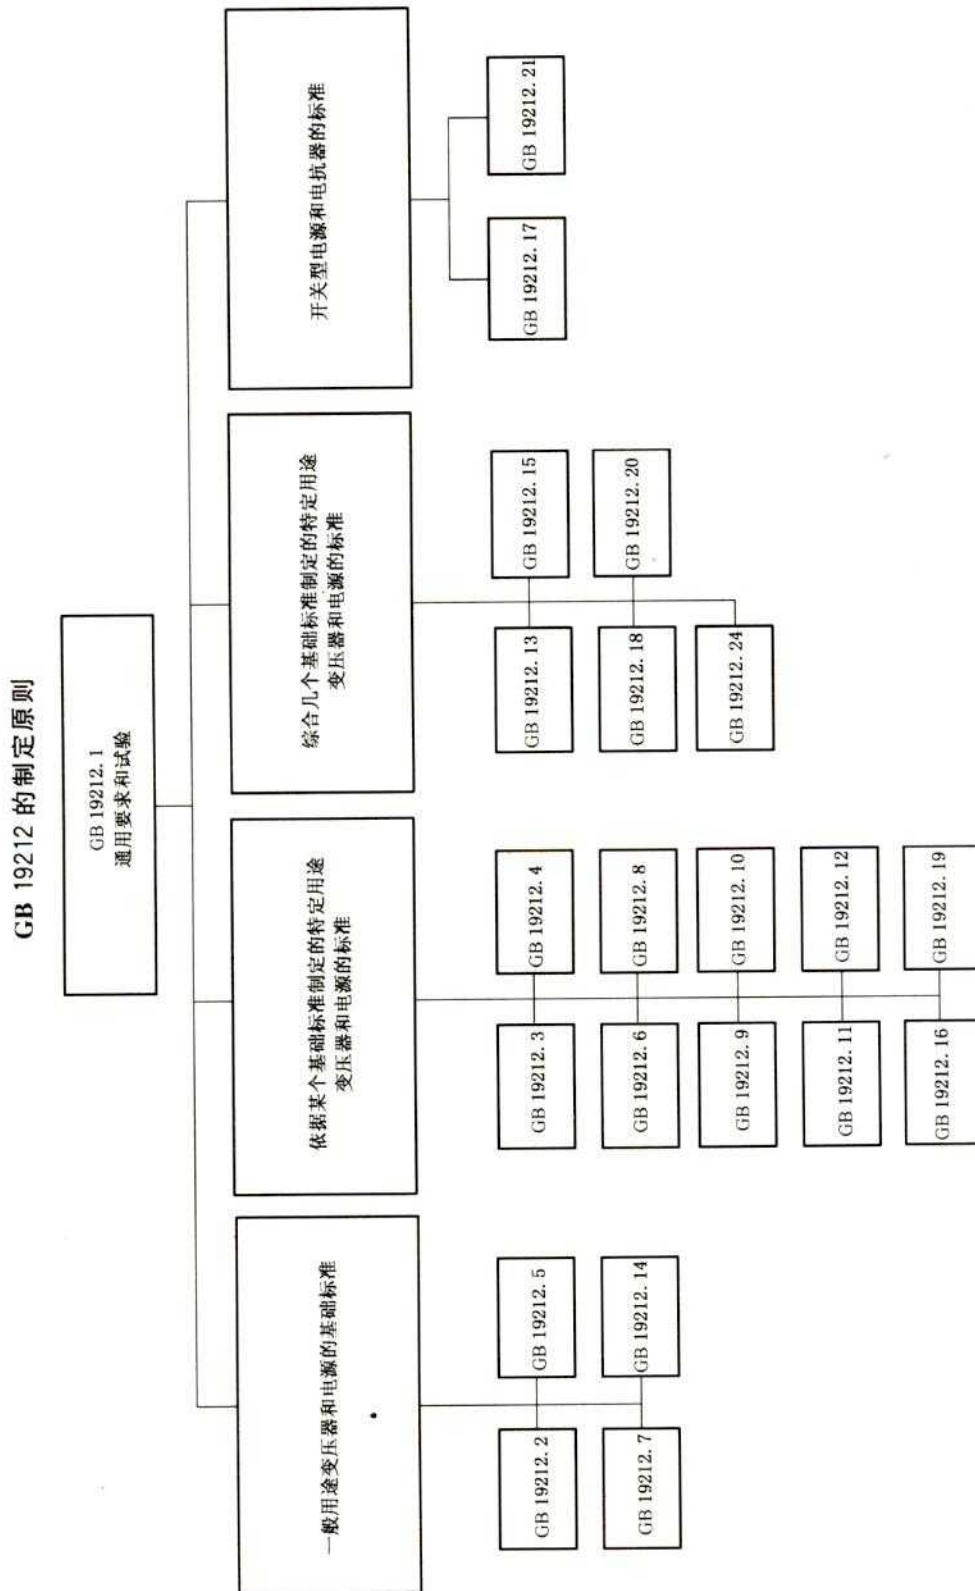 GB 19212 的制定原则
GB 19212.1
通用要求和试验
一般用途变压器和电源的基础标准
依据某个基础标准制定的特定用途
变压器和电源的标准
综合几个基础标准制定的特定用途
变压器和电源的标准
开关型电源和电抗器的标准
GB 19212.2
GB 19212.5
GB 19212.7
GB 19212.14
GB 19212.3
GB 19212.4
GB 19212.6
GB 19212.8
GB 19212.9
GB 19212.10
GB 19212.11
GB 19212.12
GB 19212.16
GB 19212.19
GB 19212.13
GB 19212.15
GB 19212.18
GB 19212.20
GB 19212.24
GB 19212.17
GB 19212.21